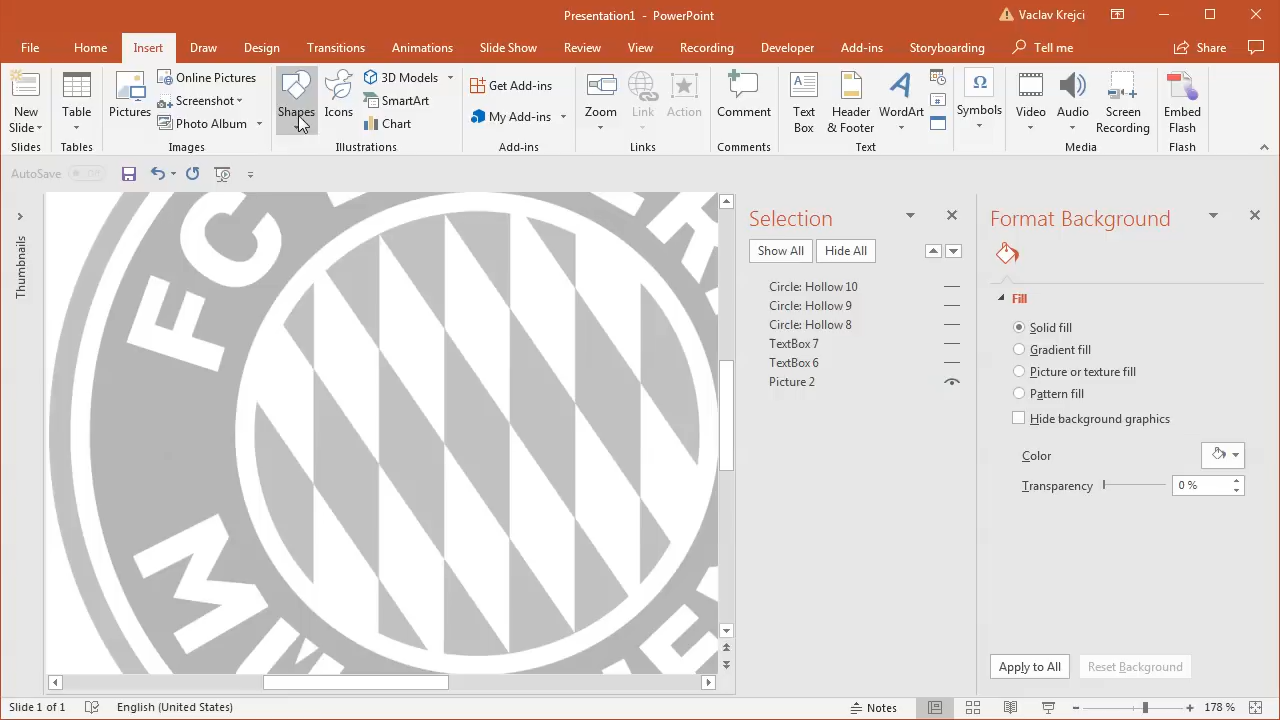 Presentation1 - PowerPoint
Vaclav Krejci
File Home Insert Draw Design Transitions Animations Slide Show Review View Recording Developer Add-ins Storyboarding Tell me Share
New Slide
Table
Pictures
Online Pictures
Screenshot
Photo Album
Shapes
Icons
3D Models
SmartArt
Chart
Get Add-ins
My Add-ins
Zoom
Link
Action
Comment
Text Box
Header & Footer
WordArt
Symbols
Video
Audio
Screen Recording
Embed Flash
Slides Tables Images Illustrations Add-ins Links Comments Text Media Flash
AutoSave Off
Thumbnails
FC
M
Selection
Show All Hide All
Circle: Hollow 10
Circle: Hollow 9
Circle: Hollow 8
TextBox 7
TextBox 6
Picture 2
Format Background
Fill
Solid fill
Gradient fill
Picture or texture fill
Pattern fill
Hide background graphics
Color
Transparency 0 %
Apply to All Reset Background
Slide 1 of 1 English (United States) Notes 178 %